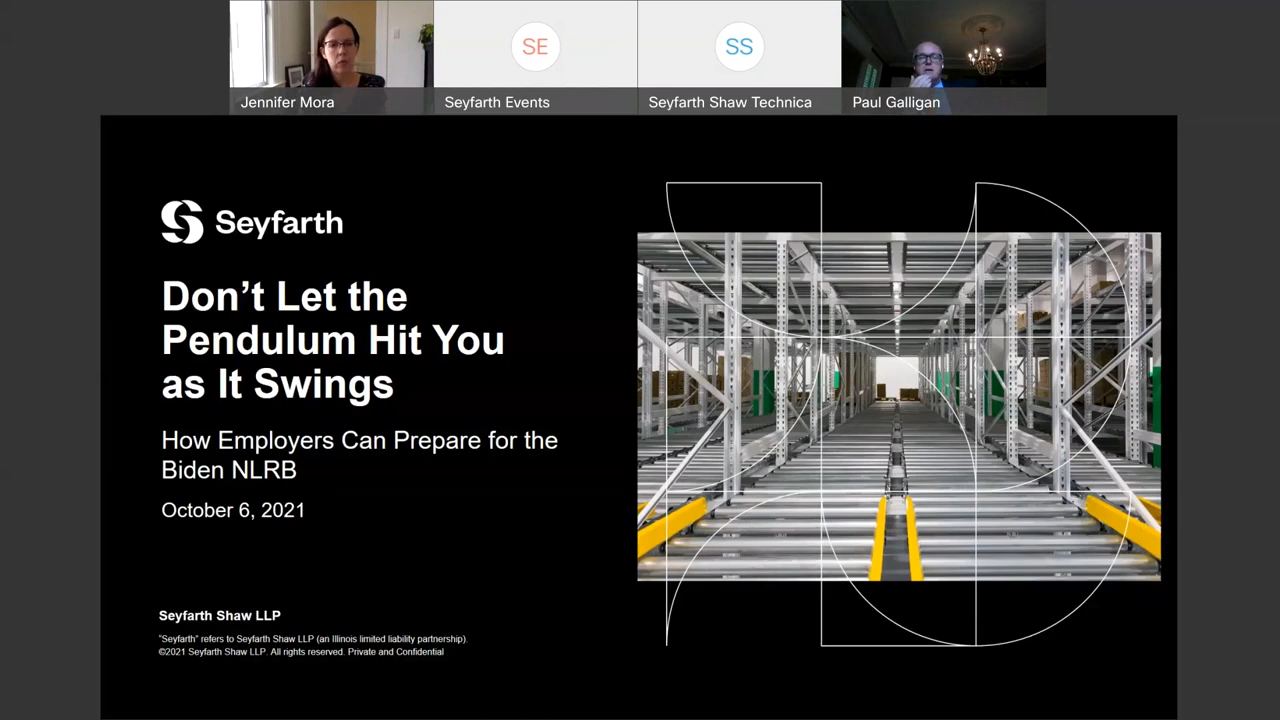 SE
SS
Jennifer Mora
Seyfarth Events
Seyfarth Shaw Technica
Paul Galligan
Seyfarth
Don’t Let the
Pendulum Hit You
as It Swings
How Employers Can Prepare for the
Biden NLRB
October 6, 2021
Seyfarth Shaw LLP
“Seyfarth” refers to Seyfarth Shaw LLP (an Illinois limited liability partnership).
©2021 Seyfarth Shaw LLP. All rights reserved. Private and Confidential